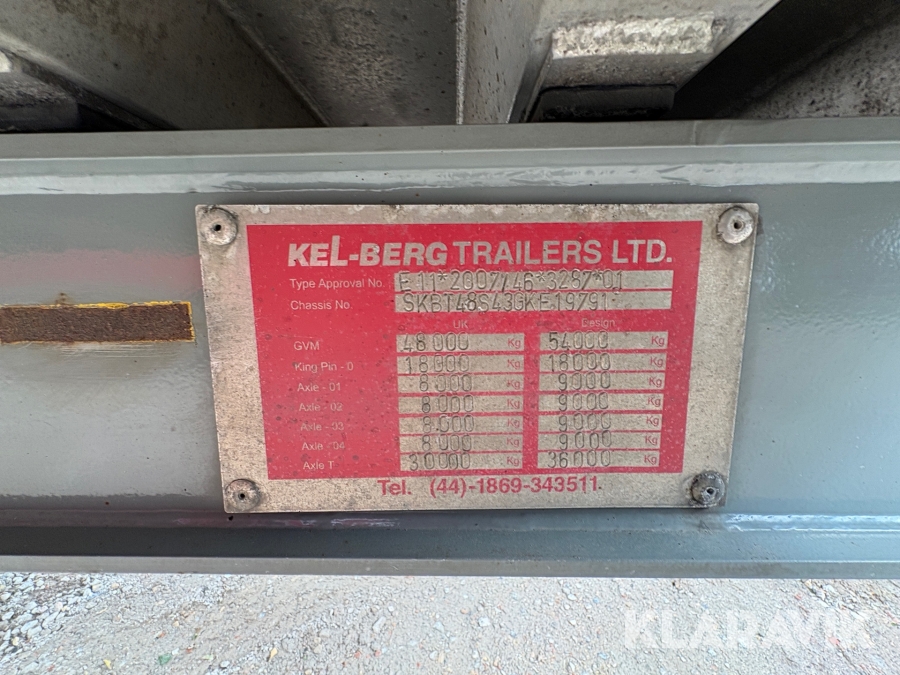 KEL-BERG TRAILERS LTD.
Type Approval No. E11*2007/46*3287*01
Chassis No. SKBT48S43GKE19791
UK Design
GVM 48000 Kg 54000 Kg
King Pin - D 18000 Kg 18000 Kg
Axle - 01 8000 Kg 9000 Kg
Axle - 02 8000 Kg 9000 Kg
Axle - 03 8000 Kg 9000 Kg
Axle - 04 8000 Kg 9000 Kg
Axle T 30000 Kg 36000 Kg
Tel. (44)-1869-343511.
KLARAVIK